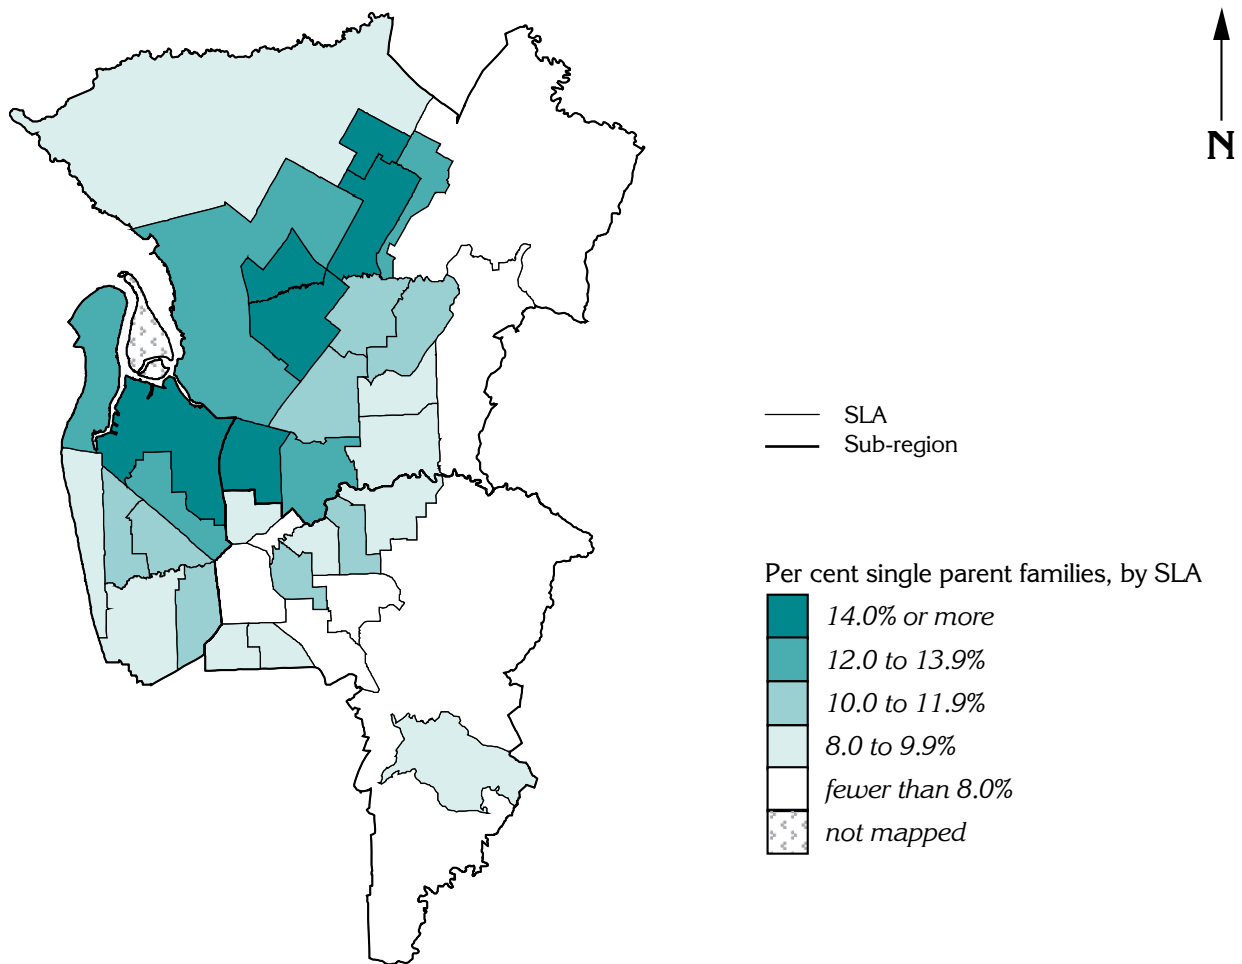 N
SLA
Sub-region
Per cent single parent families, by SLA
14.0% or more
12.0 to 13.9%
10.0 to 11.9%
8.0 to 9.9%
fewer than 8.0%
not mapped